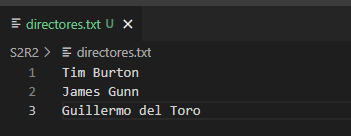 directores.txt U
S2R2 > directores.txt
1 Tim Burton
2 James Gunn
3 Guillermo del Toro